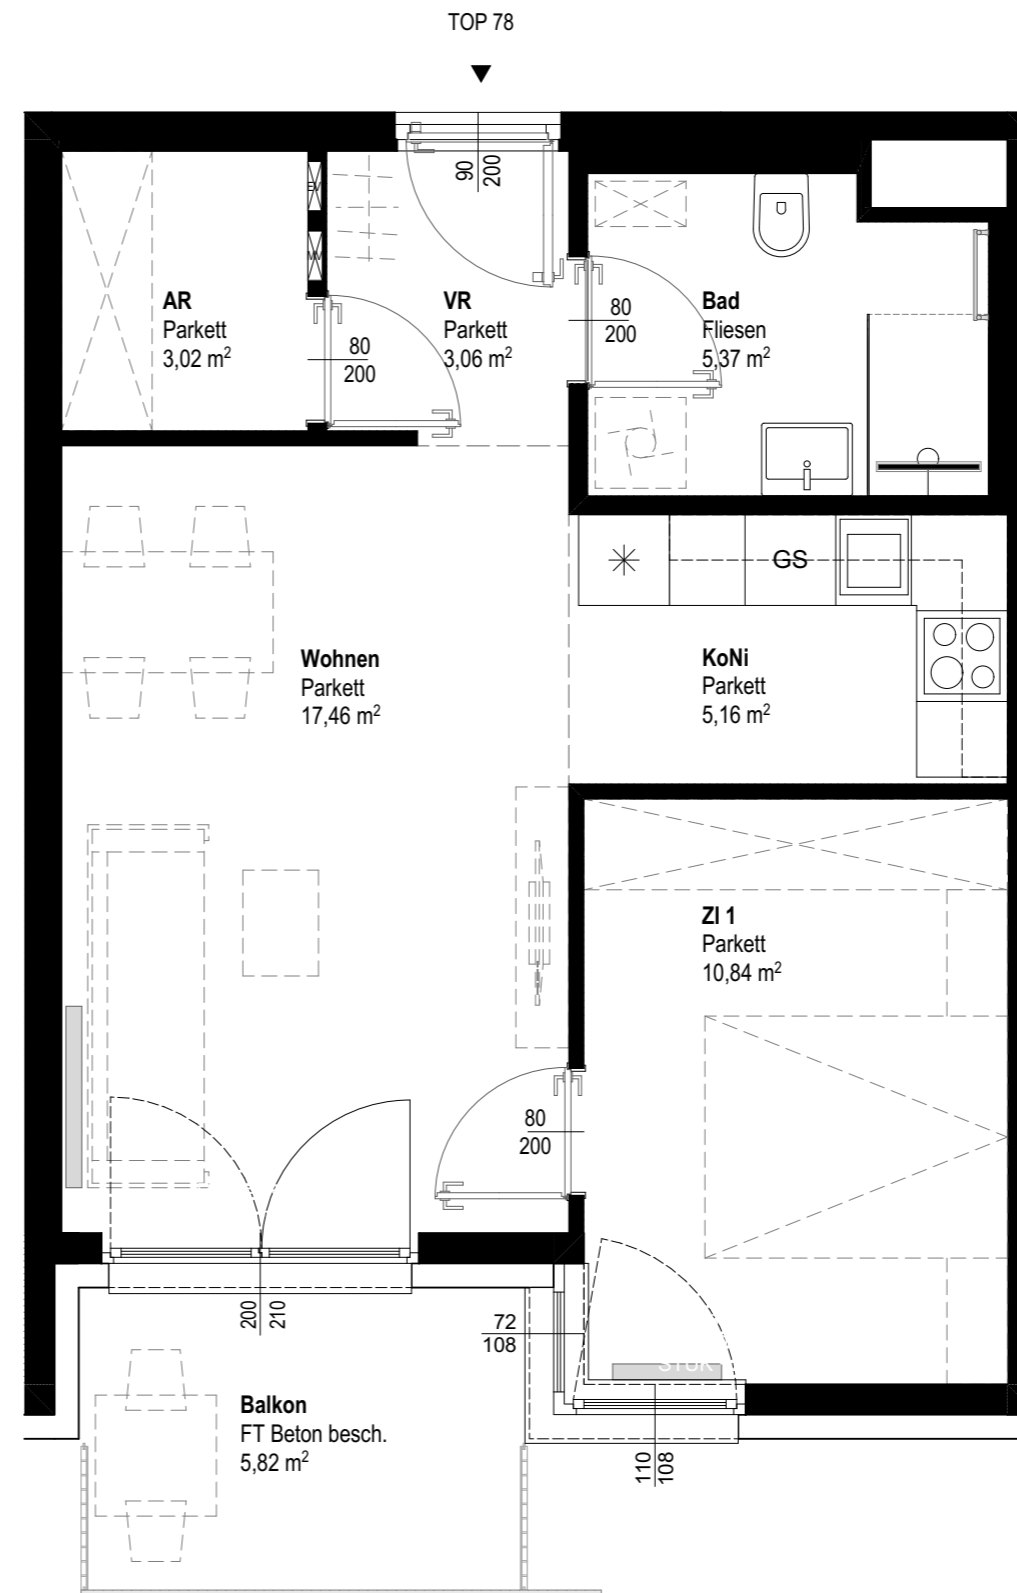 TOP 78
90
200
AR
Parkett
3,02 m²
80
200
VR
Parkett
3,06 m²
80
200
Bad
Fliesen
5,37 m²
GS
Wohnen
Parkett
17,46 m²
KoNi
Parkett
5,16 m²
ZI 1
Parkett
10,84 m²
80
200
200
210
72
108
STUK
110
108
Balkon
FT Beton besch.
5,82 m²